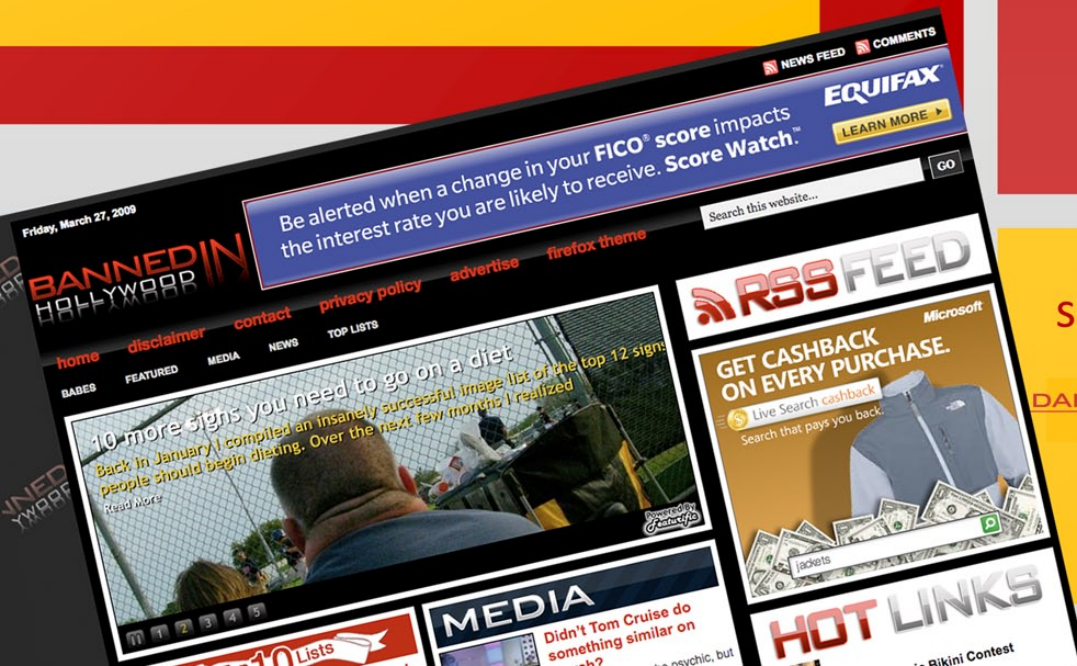 NEWS FEED COMMENTS
Friday, March 27, 2009
BANNED IN
HOLLYWOOD
Be alerted when a change in your FICO® score impacts
the interest rate you are likely to receive. Score Watch.™
EQUIFAX
LEARN MORE
Search this website...
GO
home disclaimer contact privacy policy advertise firefox theme
BABES FEATURED MEDIA NEWS TOP LISTS
10 more signs you need to go on a diet
Back in January I compiled an insanely successful image list of the top 12 signs
people should begin dieting. Over the next few months I realized
Read More
Powered By
Featurific
1 2 3 4 5
RSS FEED
Microsoft
GET CASHBACK
ON EVERY PURCHASE.
Live Search cashback
Search that pays you back.
jackets
10 Lists
MEDIA
Didn't Tom Cruise do
something similar on
psychic, but
HOT LINKS
Bikini Contest
S